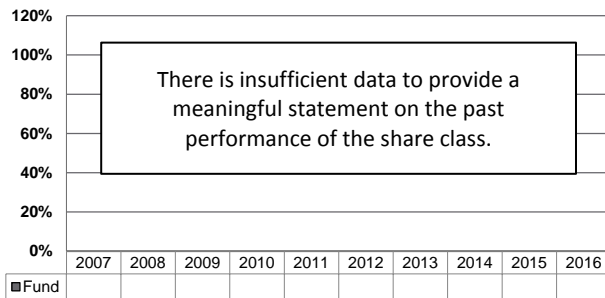 120%
100%
80%
60%
40%
20%
0%
There is insufficient data to provide a
meaningful statement on the past
performance of the share class.
2007 2008 2009 2010 2011 2012 2013 2014 2015 2016
Fund